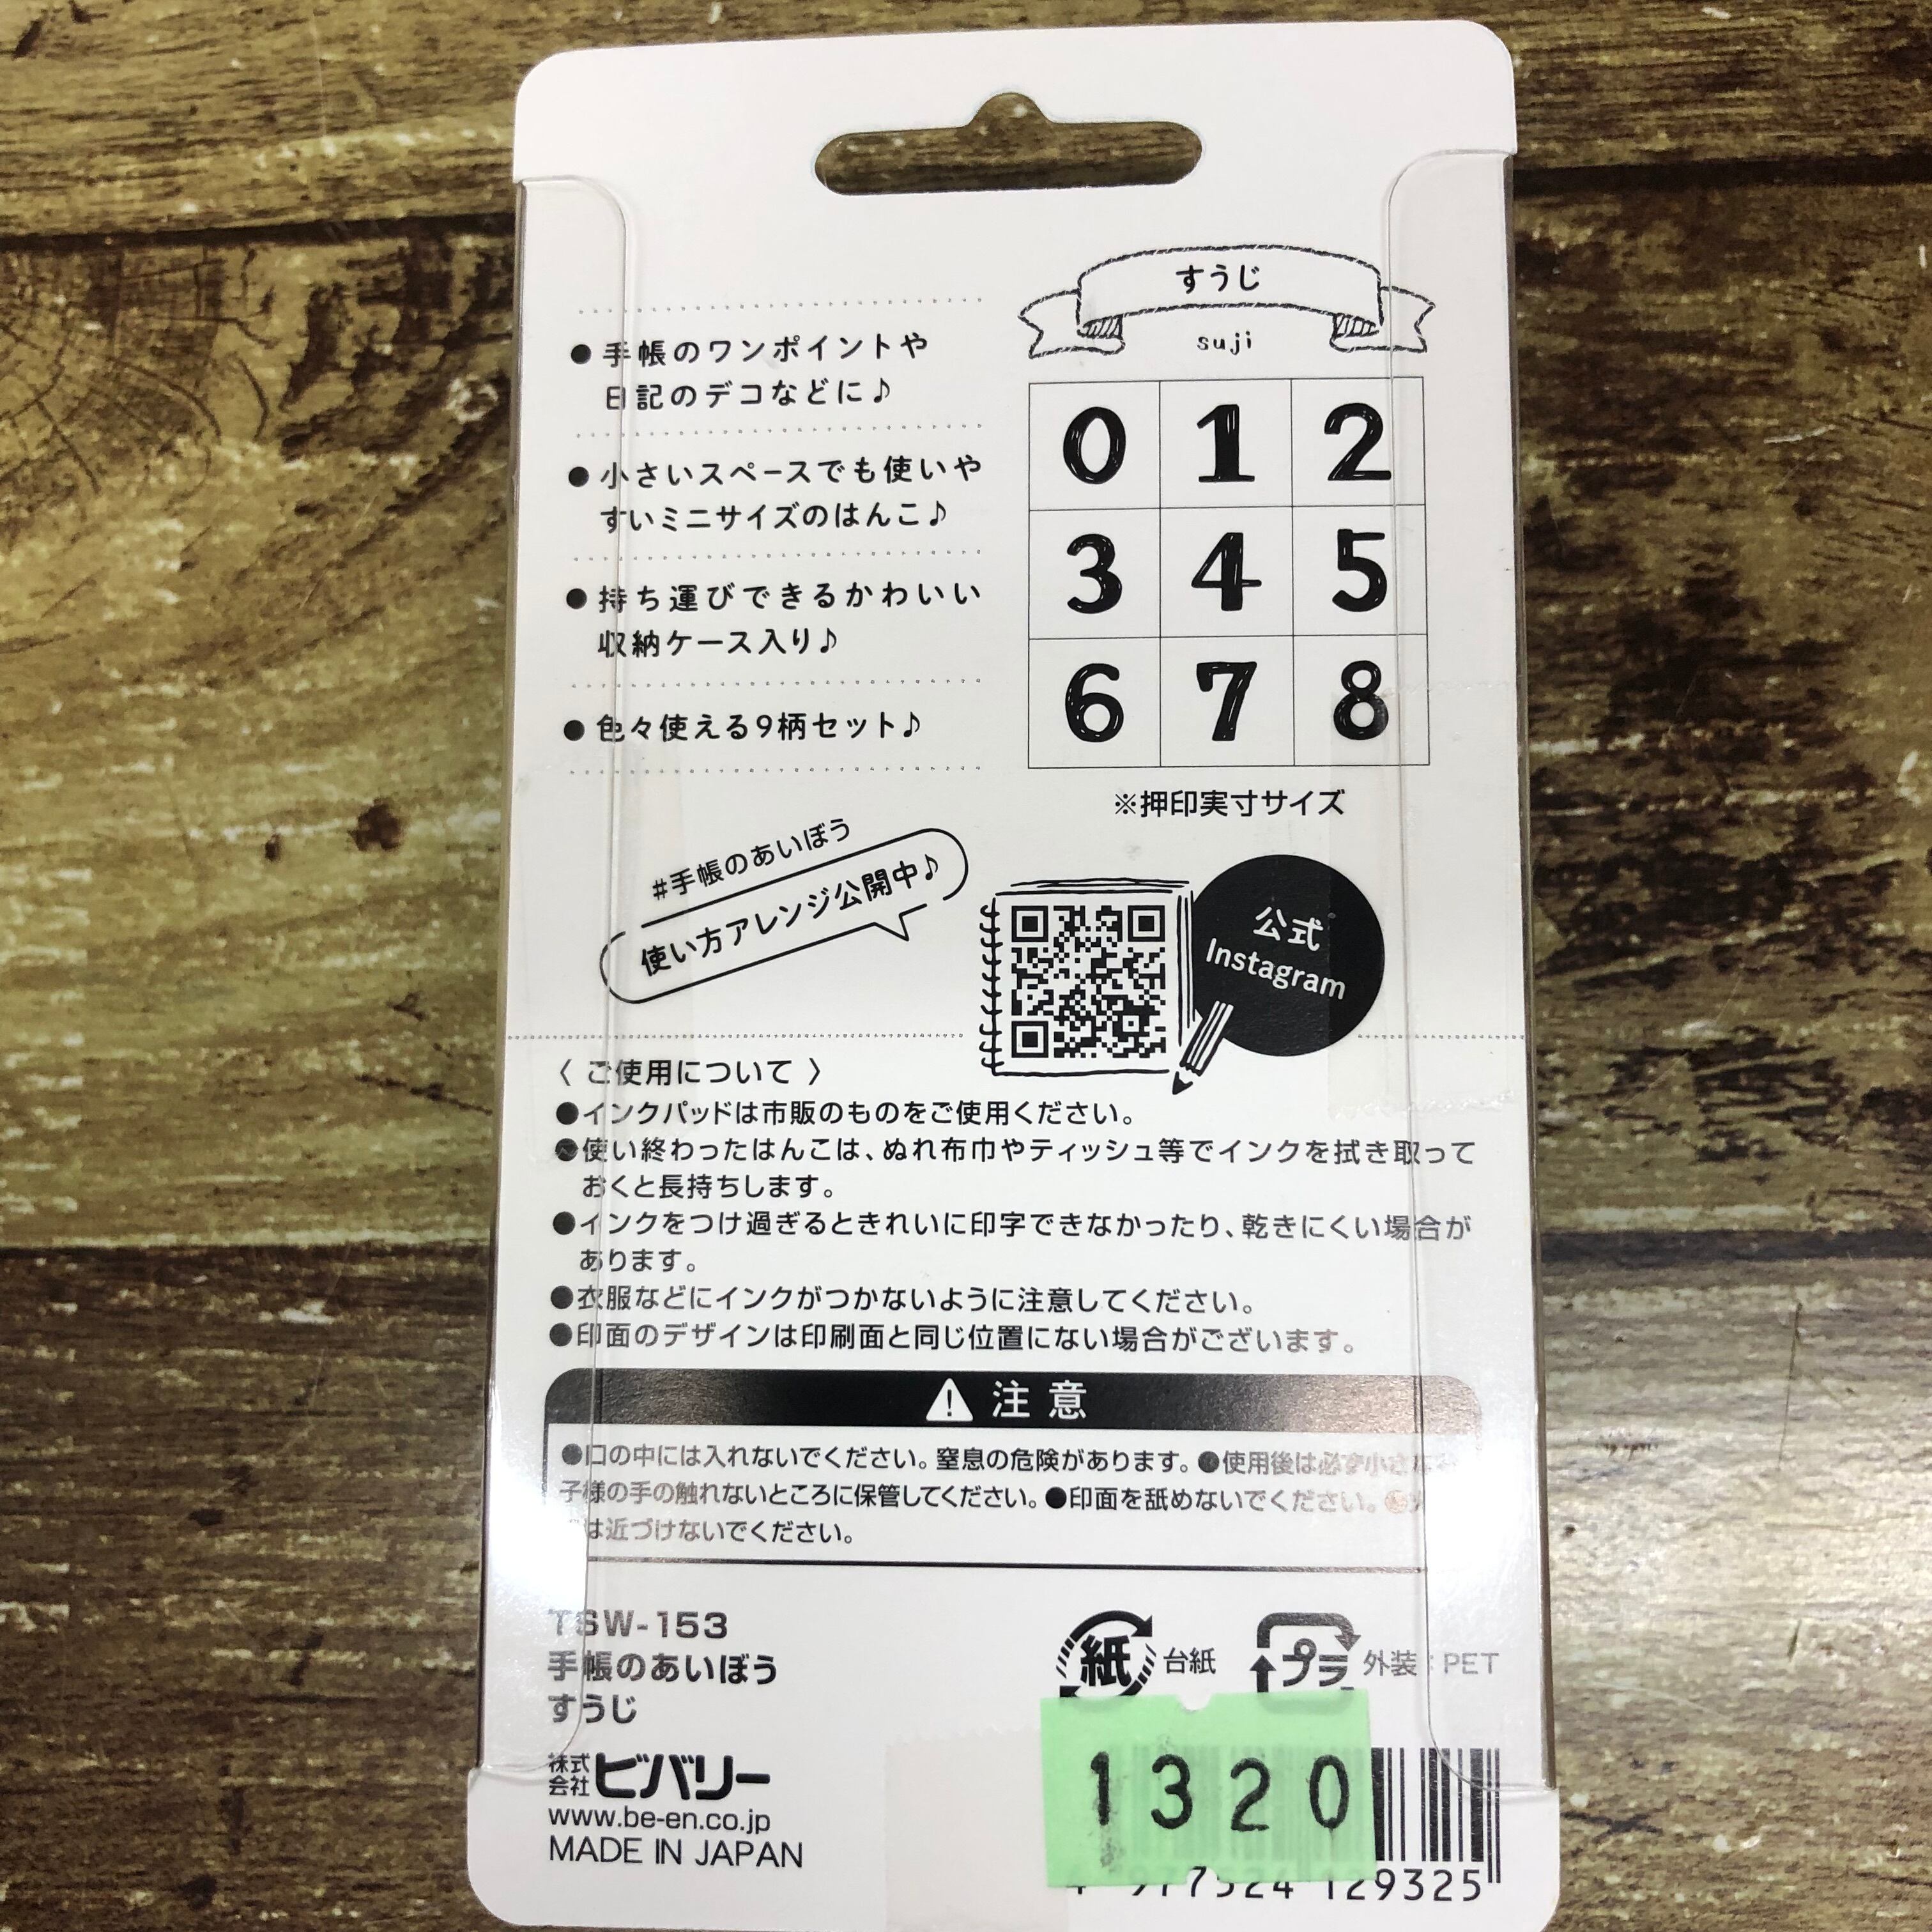 すうじ
suji
●手帳のワンポイントや
日記のデコなどに♪
●小さいスペースでも使いや
すいミニサイズのはんこ♪
●持ち運びできるかわいい
収納ケース入り♪
●色々使える9柄セット♪
0 1 2
3 4 5
6 7 8
※押印実寸サイズ
#手帳のあいぼう
使い方アレンジ公開中♪
公式
Instagram
〈 ご使用について 〉
●インクパッドは市販のものをご使用ください。
●使い終わったはんこは、ぬれ布巾やティッシュ等でインクを拭き取って
おくと長持ちします。
●インクをつけ過ぎるときれいに印字できなかったり、乾きにくい場合が
あります。
●衣服などにインクがつかないように注意してください。
●印面のデザインは印刷面と同じ位置にない場合がございます。
注意
●口の中には入れないでください。窒息の危険があります。●使用後は必ず小さな
子様の手の触れないところに保管してください。●印面を舐めないでください。
は近づけないでください。
TSW-153
手帳のあいぼう
すうじ
紙 台紙
プラ 外装:PET
株式会社ビバリー
www.be-en.co.jp
MADE IN JAPAN
1320
129325